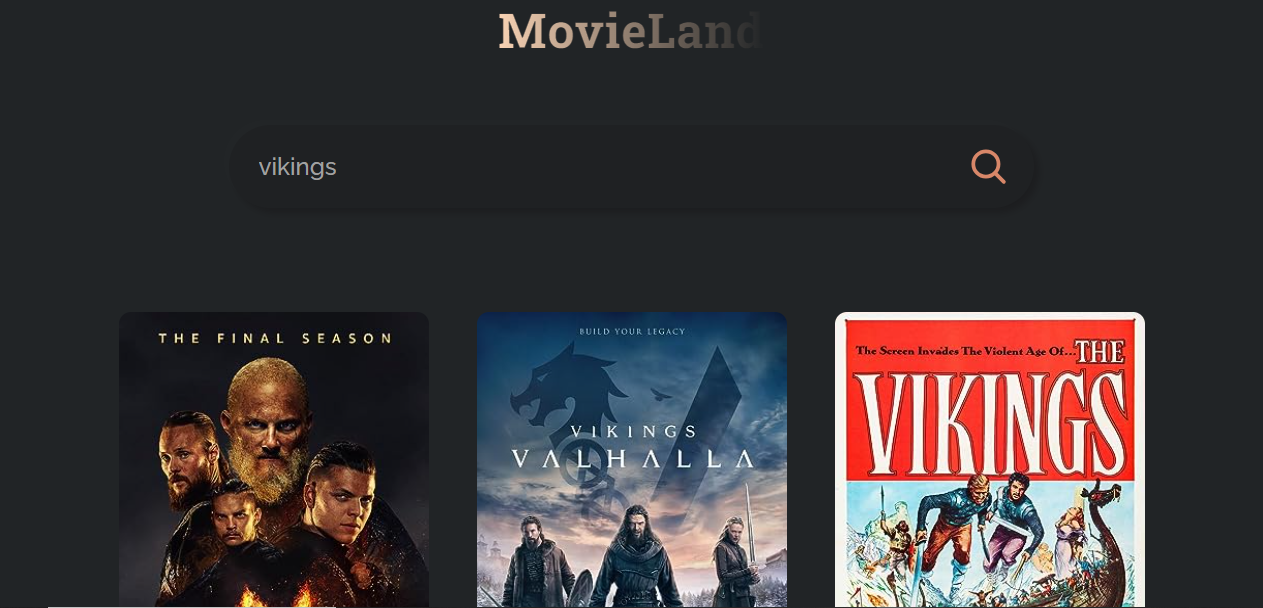 MovieLand
vikings
THE FINAL SEASON
BUILD YOUR LEGACY
VIKINGS
VALHALLA
The Screen Invades The Violent Age Of...THE
VIKINGS